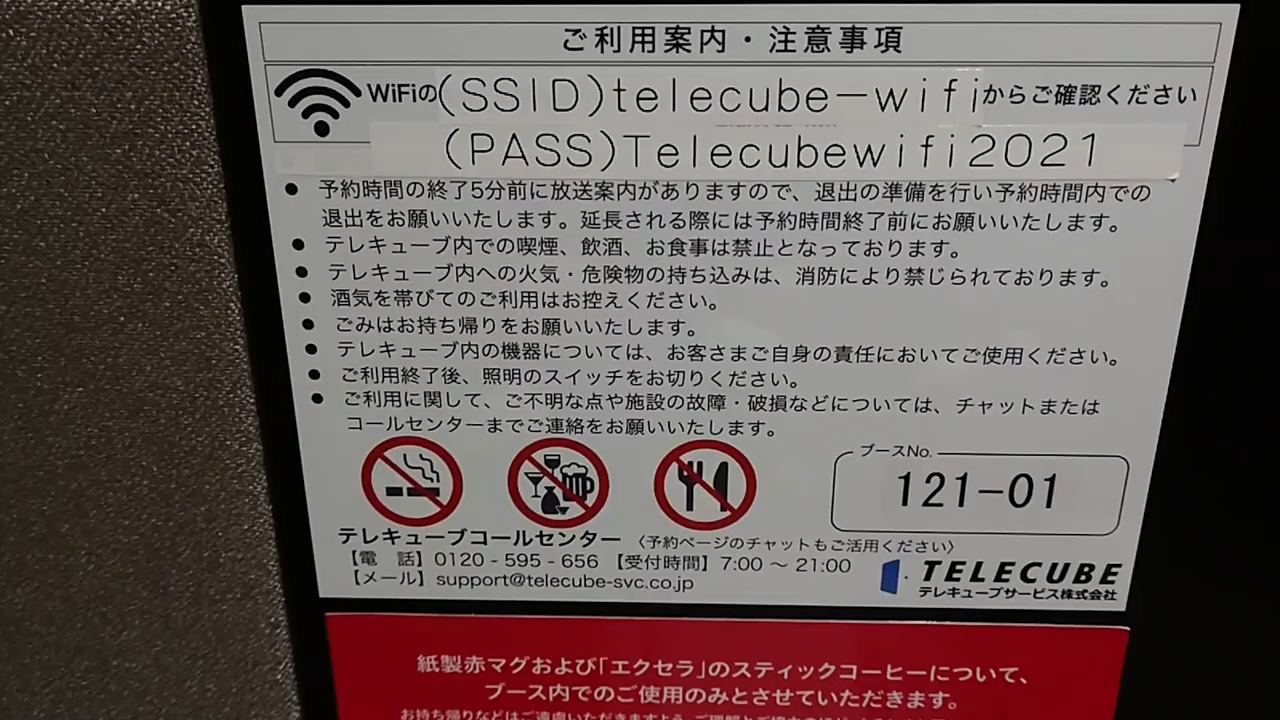 ご利用案内・注意事項
WiFiの(SSID)telecube-wifiからご確認ください
(PASS)Telecubewifi2021
● 予約時間の終了5分前に放送案内がありますので、退出の準備を行い予約時間内での
退出をお願いいたします。延長される際には予約時間終了前にお願いいたします。
● テレキューブ内での喫煙、飲酒、お食事は禁止となっております。
● テレキューブ内への火気・危険物の持ち込みは、消防により禁じられております。
● 酒気を帯びてのご利用はお控えください。
● ごみはお持ち帰りをお願いいたします。
● テレキューブ内の機器については、お客さまご自身の責任においてご使用ください。
● ご利用終了後、照明のスイッチをお切りください。
● ご利用に関して、ご不明な点や施設の故障・破損などについては、チャットまたは
コールセンターまでご連絡をお願いいたします。
ブースNo.
121-01
テレキューブコールセンター 〈予約ページのチャットもご活用ください〉
【電 話】0120-595-656 【受付時間】7:00 ～ 21:00
【メール】support@telecube-svc.co.jp
TELECUBE
テレキューブサービス株式会社
紙製赤マグおよび「エクセラ」のスティックコーヒーについて、
ブース内でのご使用のみとさせていただきます。